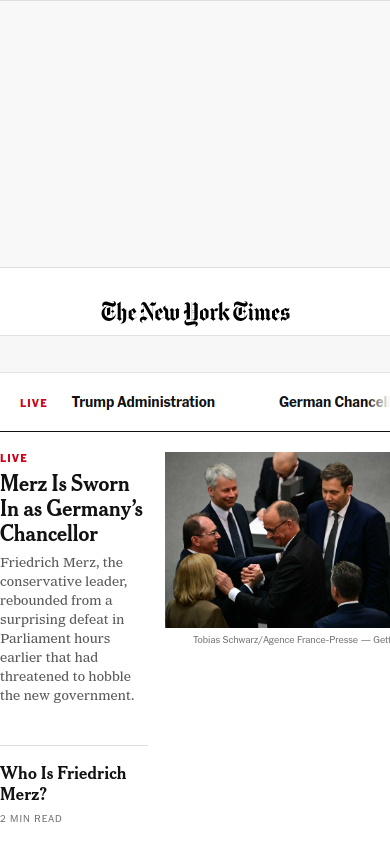 The New York Times
LIVE Trump Administration German Chancel
LIVE
Merz Is Sworn
In as Germany's
Chancellor
Friedrich Merz, the
conservative leader,
rebounded from a
surprising defeat in
Parliament hours
earlier that had
threatened to hobble
the new government.
Tobias Schwarz/Agence France-Presse — Gett
Who Is Friedrich
Merz?
2 MIN READ